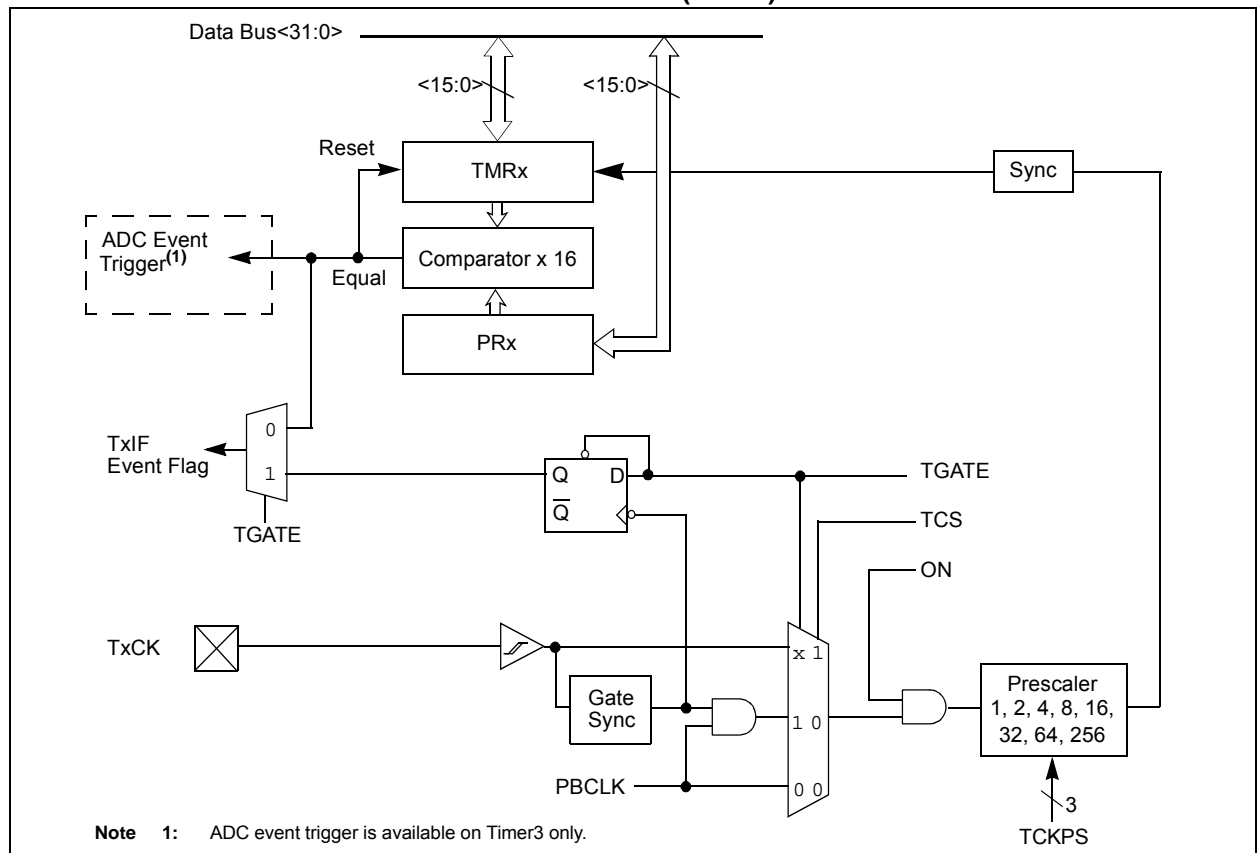 Data Bus<31:0>
<15:0>
<15:0>
Reset
TMRx
Sync
ADC Event
Trigger(1)
Equal
Comparator x 16
PRx
0
1
TxIF
Event Flag
TGATE
Q
D
Q
TGATE
TCS
ON
TxCK
x 1
Gate
Sync
1 0
Prescaler
1, 2, 4, 8, 16,
32, 64, 256
PBCLK
0 0
3
TCKPS
Note 1: ADC event trigger is available on Timer3 only.